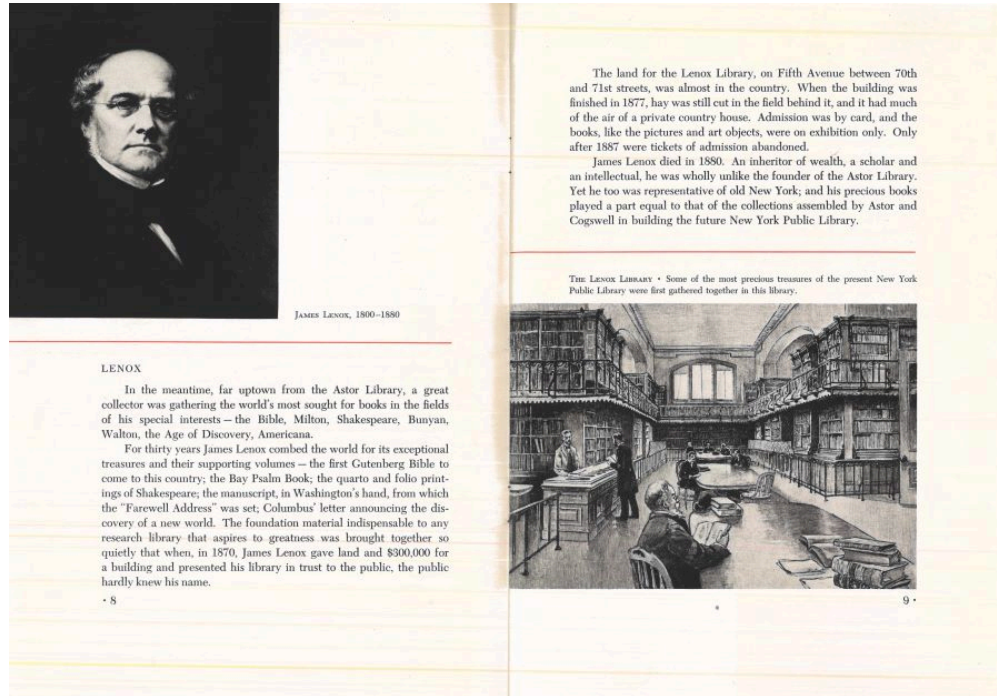 JAMES LENOX, 1800–1880
LENOX
In the meantime, far uptown from the Astor Library, a great
collector was gathering the world's most sought for books in the fields
of his special interests — the Bible, Milton, Shakespeare, Bunyan,
Walton, the Age of Discovery, Americana.
For thirty years James Lenox combed the world for its exceptional
treasures and their supporting volumes — the first Gutenberg Bible to
come to this country; the Bay Psalm Book; the quarto and folio print-
ings of Shakespeare; the manuscript, in Washington's hand, from which
the "Farewell Address" was set; Columbus' letter announcing the dis-
covery of a new world. The foundation material indispensable to any
research library that aspires to greatness was brought together so
quietly that when, in 1870, James Lenox gave land and $300,000 for
a building and presented his library in trust to the public, the public
hardly knew his name.
· 8
The land for the Lenox Library, on Fifth Avenue between 70th
and 71st streets, was almost in the country. When the building was
finished in 1877, hay was still cut in the field behind it, and it had much
of the air of a private country house. Admission was by card, and the
books, like the pictures and art objects, were on exhibition only. Only
after 1887 were tickets of admission abandoned.
James Lenox died in 1880. An inheritor of wealth, a scholar and
an intellectual, he was wholly unlike the founder of the Astor Library.
Yet he too was representative of old New York; and his precious books
played a part equal to that of the collections assembled by Astor and
Cogswell in building the future New York Public Library.
THE LENOX LIBRARY • Some of the most precious treasures of the present New York
Public Library were first gathered together in this library.
9 ·